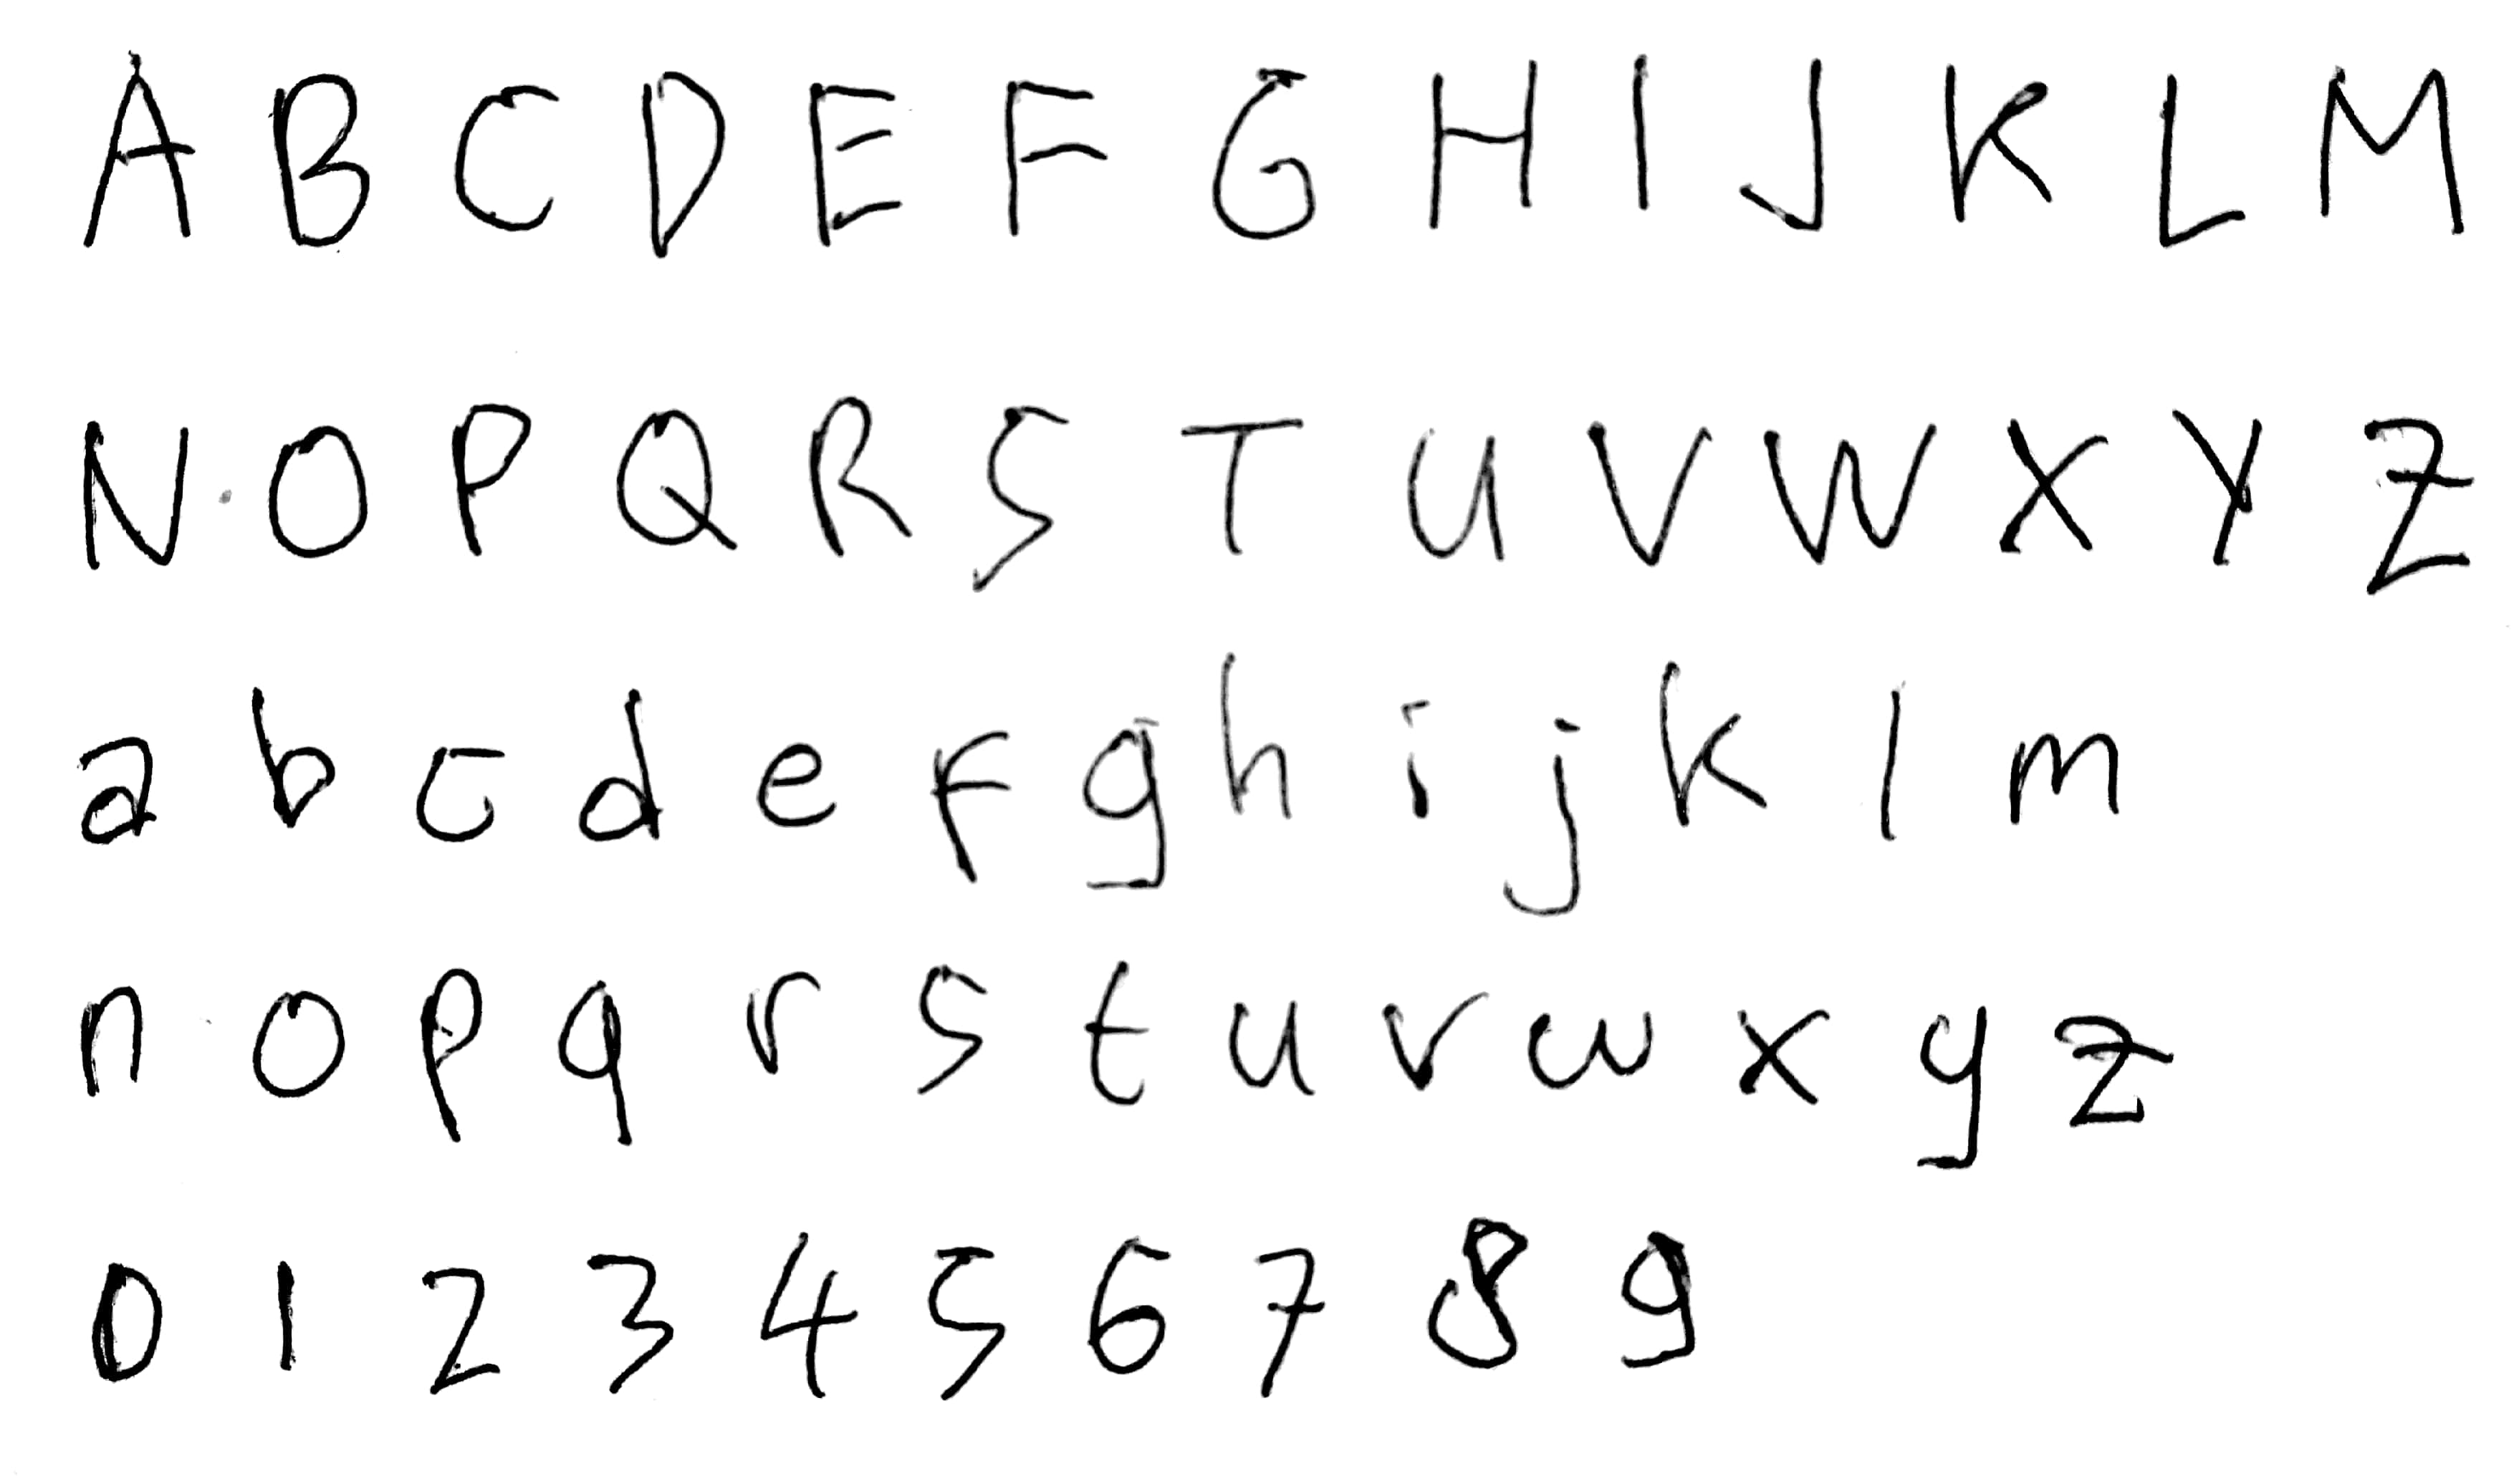 A B C D E F G H I J K L M
N O P Q R S T U V W X Y Z
a b c d e f g h i j k l m
n o p q r s t u v w x y z
0 1 2 3 4 5 6 7 8 9